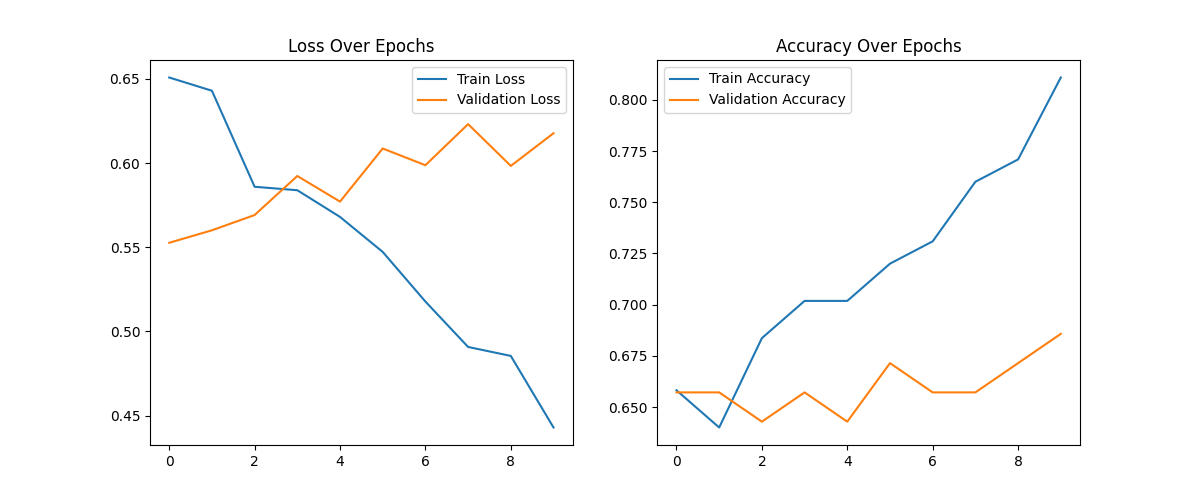 Loss Over Epochs
Train Loss
Validation Loss
0.65
0.60
0.55
0.50
0.45
0 2 4 6 8
Accuracy Over Epochs
Train Accuracy
Validation Accuracy
0.800
0.775
0.750
0.725
0.700
0.675
0.650
0 2 4 6 8